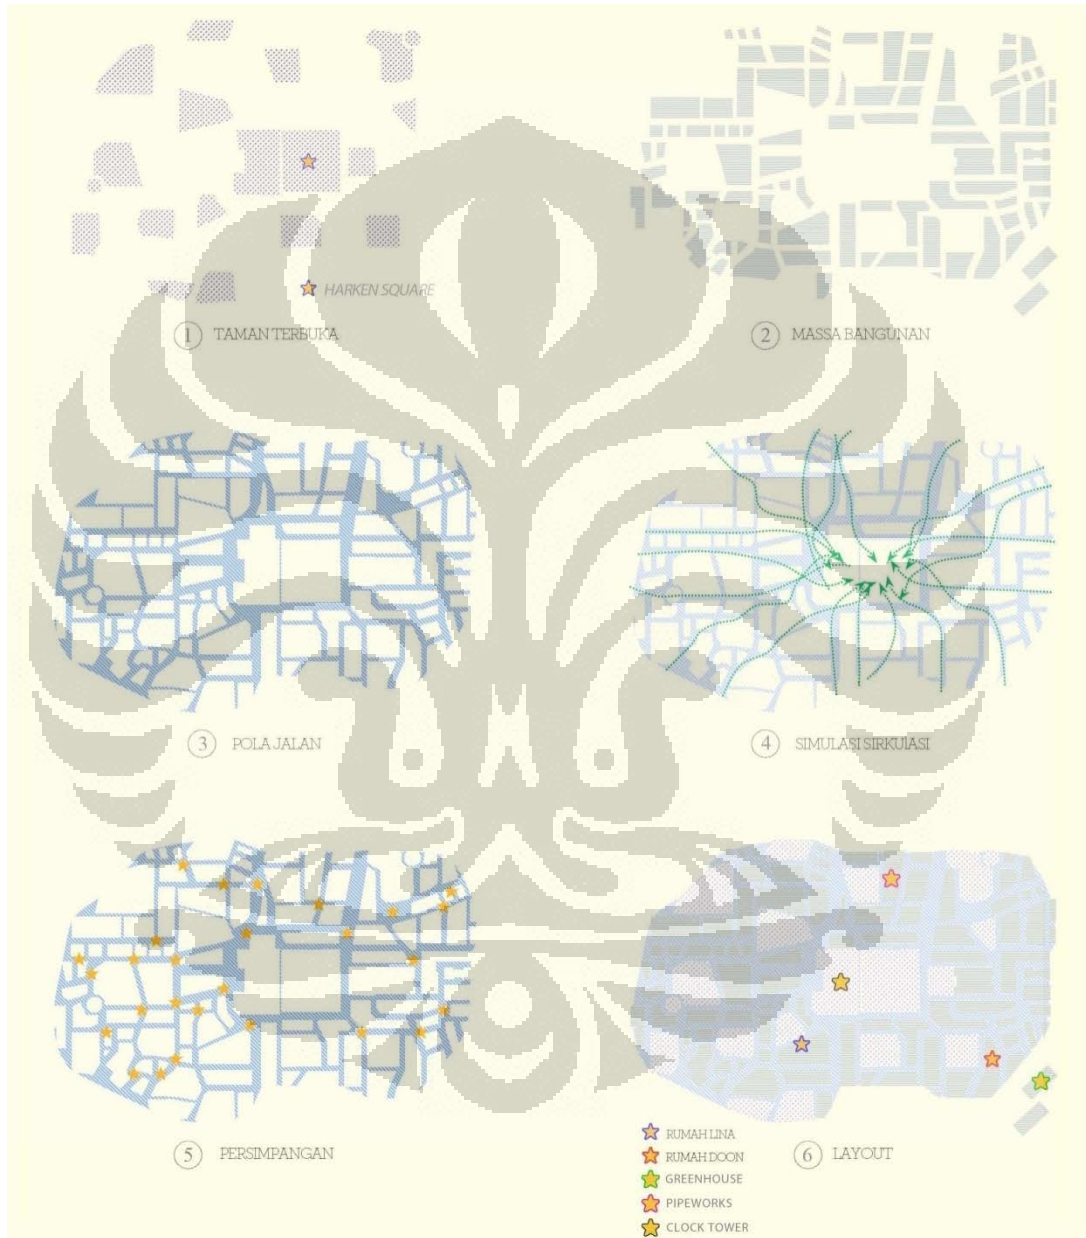 HARKEN SQUARE
1 TAMAN TERBUKA
2 MASSA BANGUNAN
3 POLA JALAN
4 SIMULASI SIRKULASI
5 PERSIMPANGAN
6 LAYOUT
RUMAH LINA
RUMAH DOON
GREENHOUSE
PIPEWORKS
CLOCK TOWER